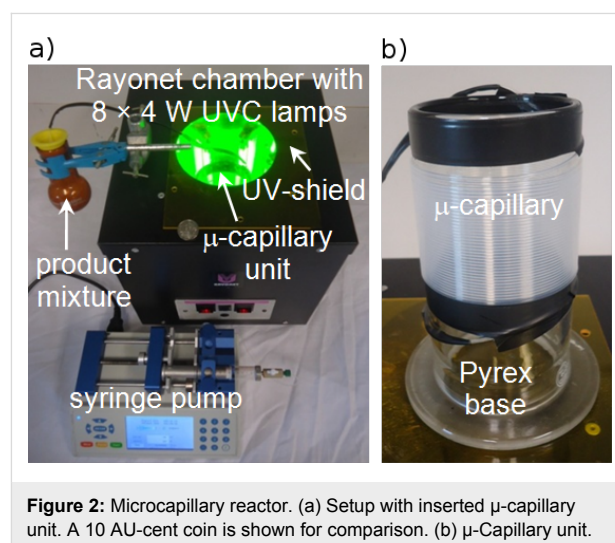 a)
Rayonet chamber with
8 × 4 W UVC lamps
UV-shield
μ-capillary
unit
product
mixture
syringe pump
b)
μ-capillary
Pyrex
base
Figure 2: Microcapillary reactor. (a) Setup with inserted μ-capillary
unit. A 10 AU-cent coin is shown for comparison. (b) μ-Capillary unit.